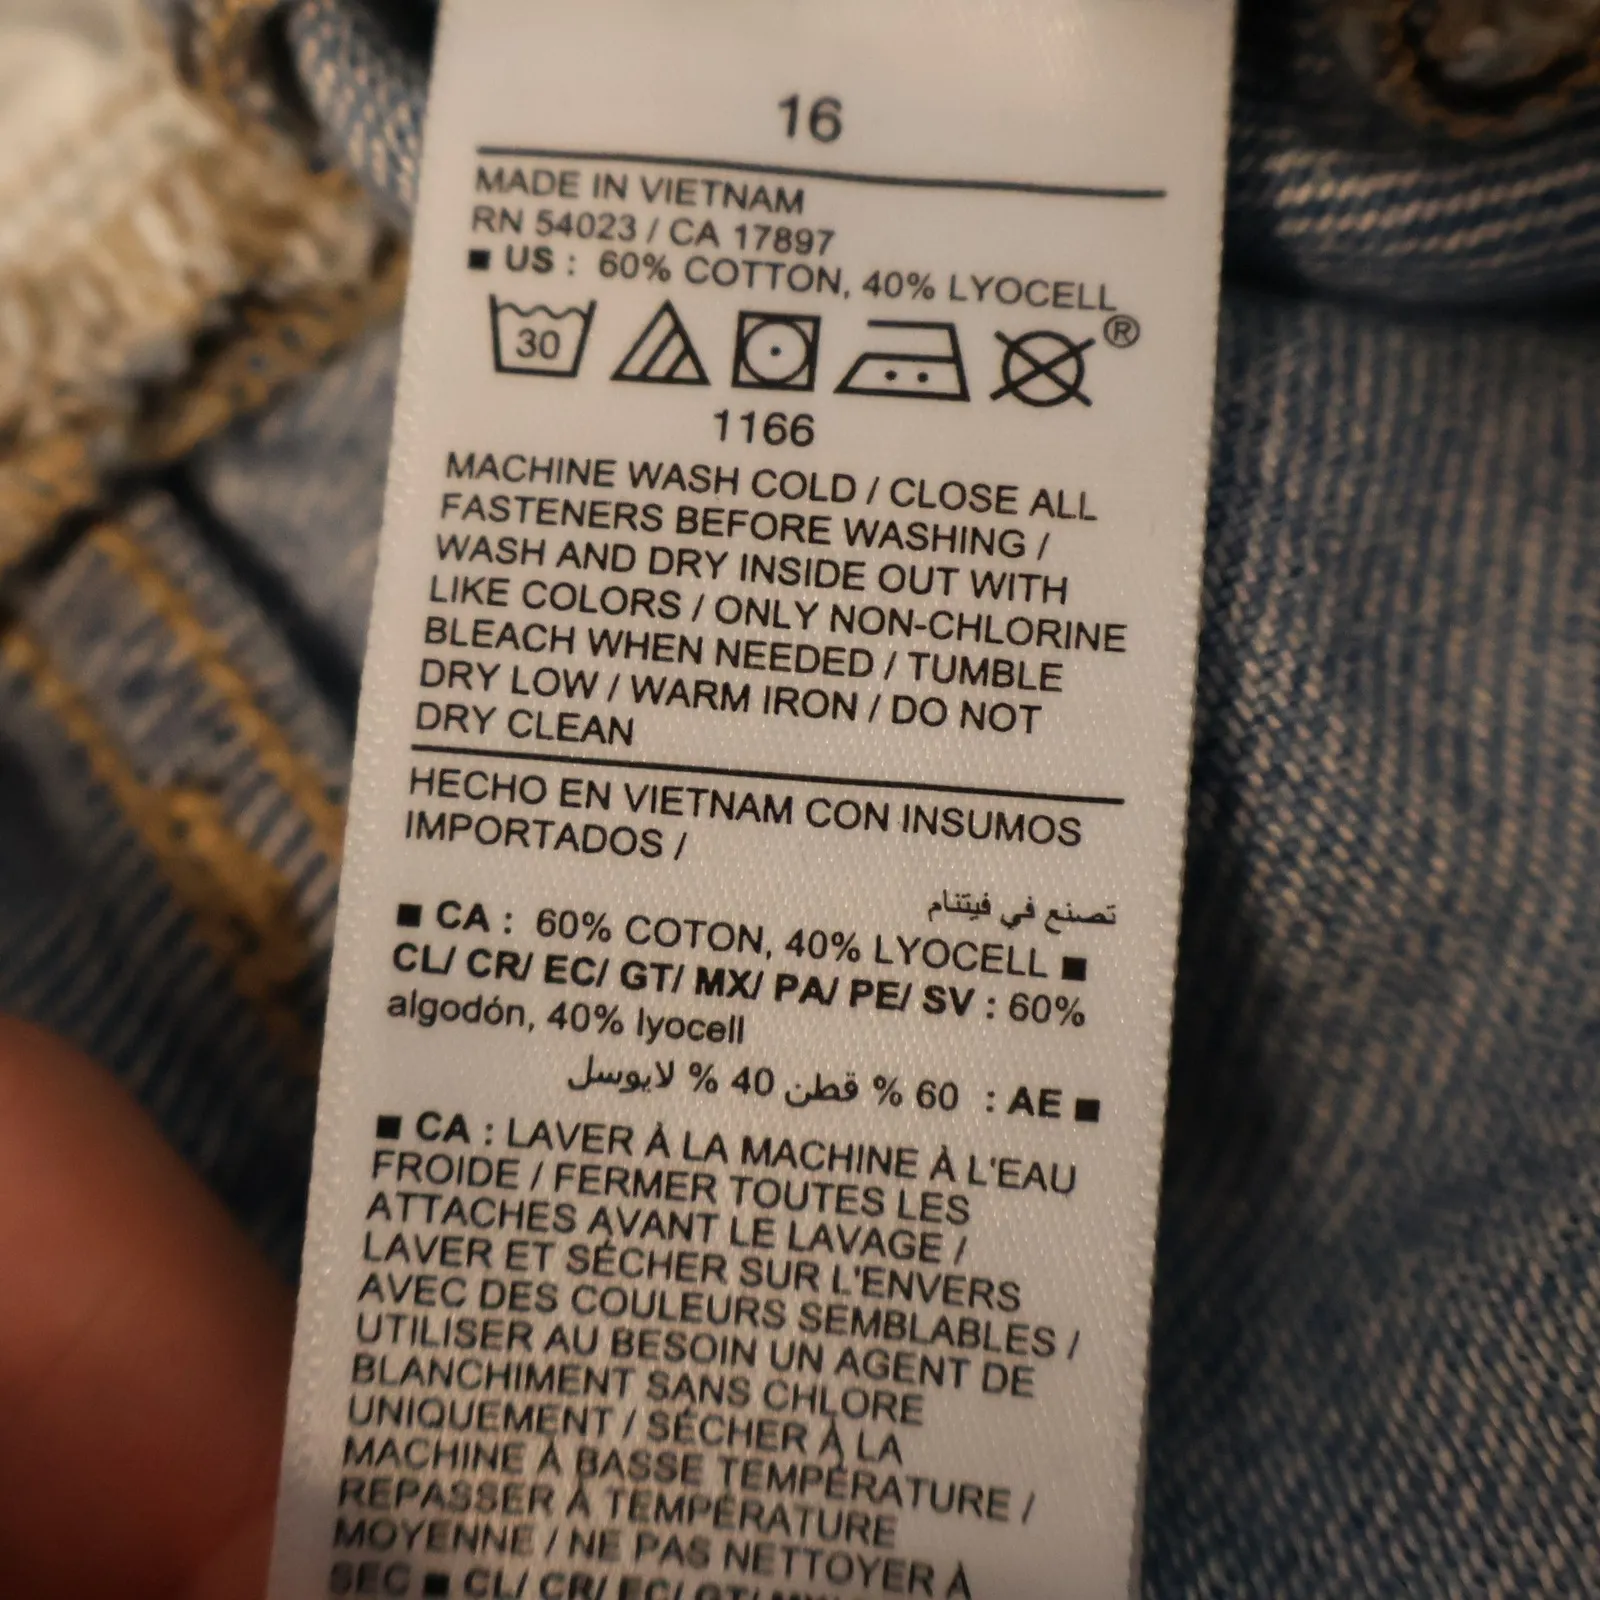 16
MADE IN VIETNAM
RN 54023 / CA 17897
■ US : 60% COTTON, 40% LYOCELL
30
®
1166
MACHINE WASH COLD / CLOSE ALL
FASTENERS BEFORE WASHING /
WASH AND DRY INSIDE OUT WITH
LIKE COLORS / ONLY NON-CHLORINE
BLEACH WHEN NEEDED / TUMBLE
DRY LOW / WARM IRON / DO NOT
DRY CLEAN
HECHO EN VIETNAM CON INSUMOS
IMPORTADOS /
تصنع في فيتنام
■ CA : 60% COTON, 40% LYOCELL ■
CL/ CR/ EC/ GT/ MX/ PA/ PE/ SV : 60%
algodón, 40% lyocell
■ AE : 60 % قطن 40 % لايوسل
■ CA : LAVER À LA MACHINE À L'EAU
FROIDE / FERMER TOUTES LES
ATTACHES AVANT LE LAVAGE /
LAVER ET SÉCHER SUR L'ENVERS
AVEC DES COULEURS SEMBLABLES /
UTILISER AU BESOIN UN AGENT DE
BLANCHIMENT SANS CHLORE
UNIQUEMENT / SÉCHER À LA
MACHINE À BASSE TEMPÉRATURE /
REPASSER À TEMPÉRATURE
MOYENNE / NE PAS NETTOYER À
SEC ■ CL/ CR/ EC/ GT/